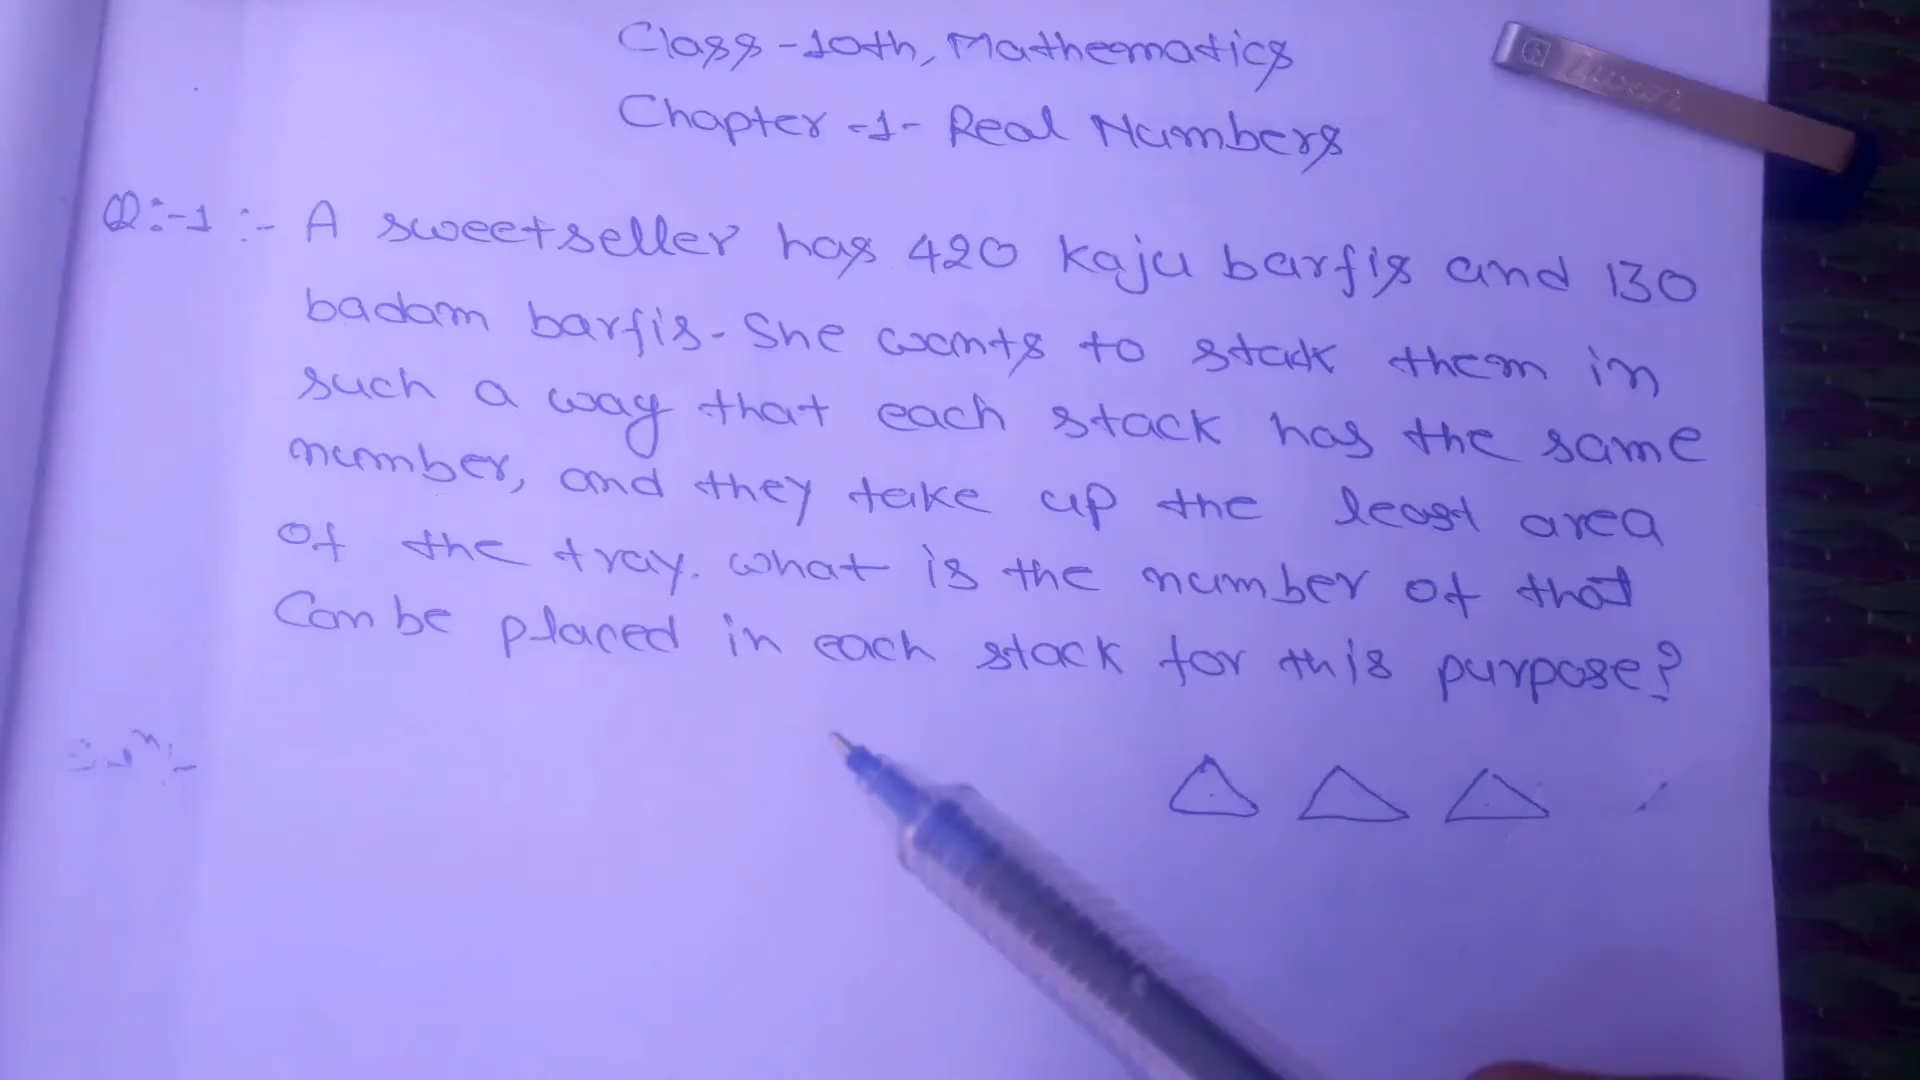 Class-10th, Mathematics
Chapter-1- Real Numbers
Q:-1:- A sweetseller has 420 kaju barfis and 130
badam barfis. She wants to stack them in
such a way that each stack has the same
number, and they take up the least area
of the tray. what is the number of that
Can be placed in each stack for this purpose?